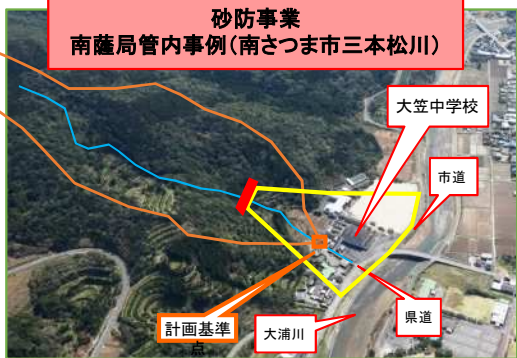 砂防事業
南薩局管内事例(南さつま市三本松川)
大笠中学校
市道
県道
大浦川
計画基準
点